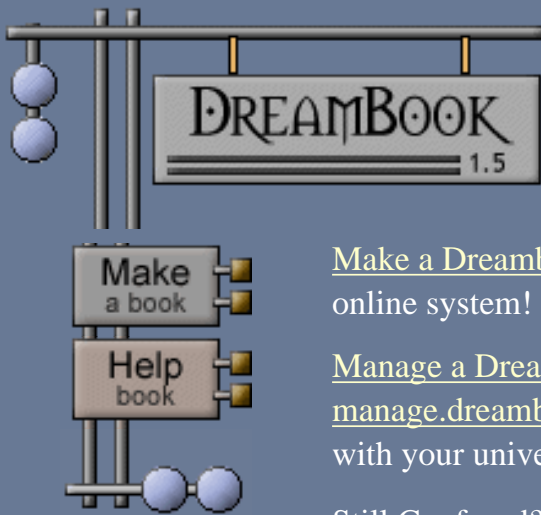 DREAMBOOK
1.5
Make
a book
Help
book
Make a Dreamb
online system!
Manage a Drea
manage.dreamb
with your unive